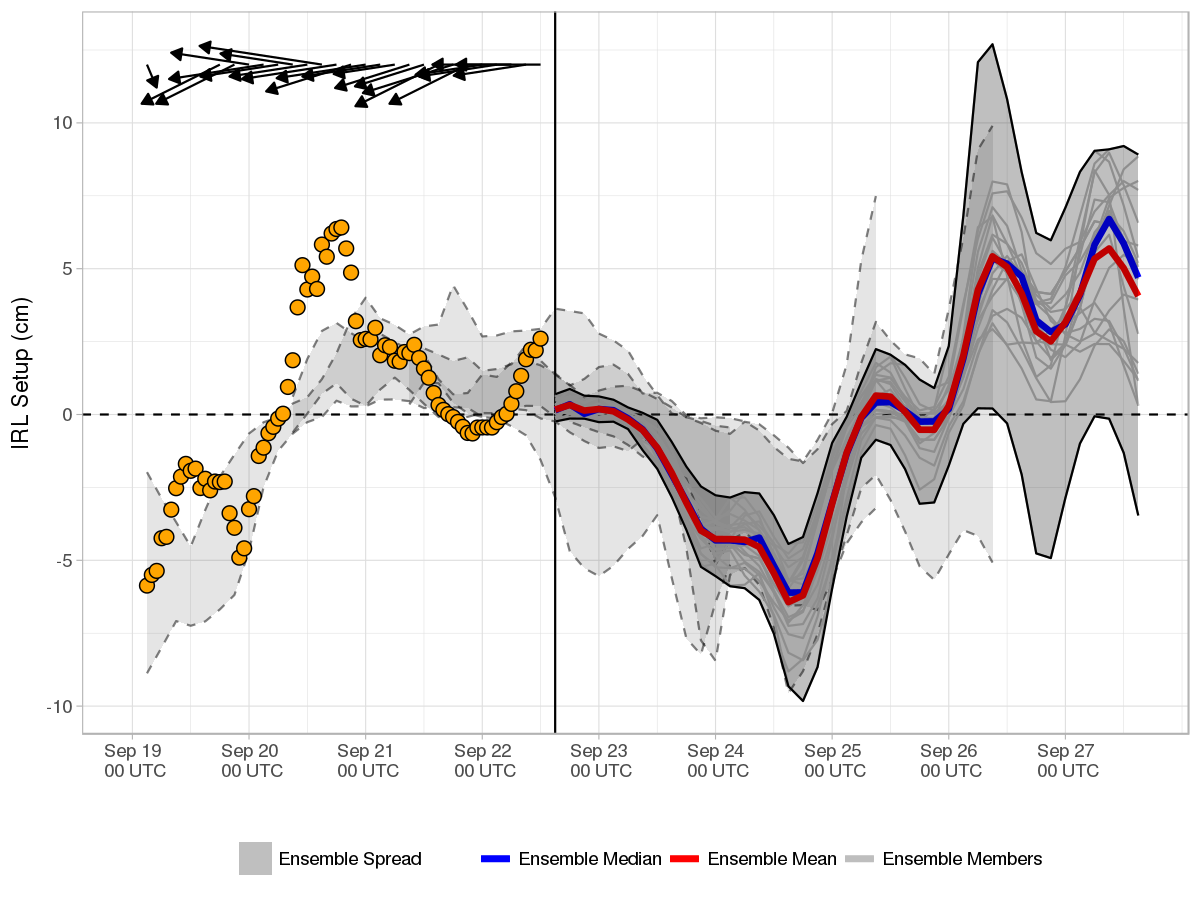 IRL Setup (cm)
10
5
0
-5
-10
Sep 19 Sep 20 Sep 21 Sep 22 Sep 23 Sep 24 Sep 25 Sep 26 Sep 27
00 UTC 00 UTC 00 UTC 00 UTC 00 UTC 00 UTC 00 UTC 00 UTC 00 UTC
Ensemble Spread Ensemble Median Ensemble Mean Ensemble Members